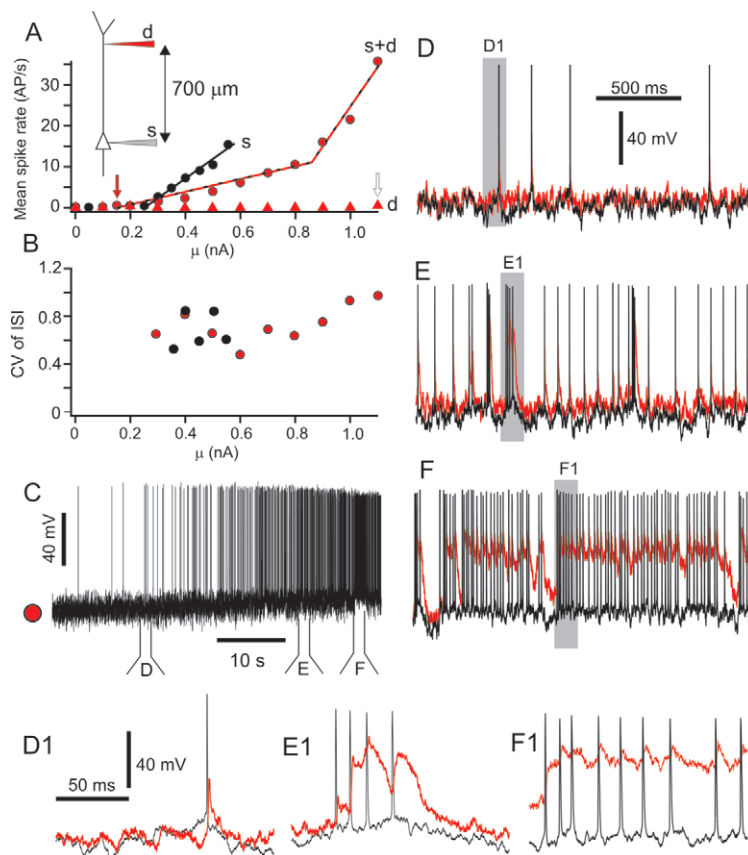 A
d
s+d
Mean spike rate (AP/s)
30
20
10
0
700 µm
s
s
d
0
0.2
0.4
0.6
0.8
1.0
µ (nA)
B
CV of ISI
1.2
0.8
0.4
0
0
0.2
0.4
0.6
0.8
1.0
µ (nA)
C
40 mV
10 s
D
E
F
D
D1
500 ms
40 mV
E
E1
F
F1
D1
40 mV
50 ms
E1
F1